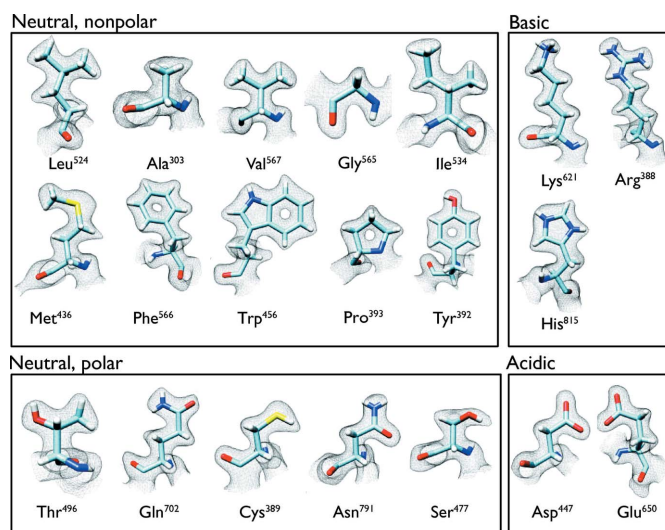 Neutral, nonpolar
Basic
Leu524 Ala303 Val567 Gly565 Ile534
Lys621 Arg388
Met436 Phe566 Trp456 Pro393 Tyr392
His815
Neutral, polar
Acidic
Thr496 Gln702 Cys389 Asn791 Ser477
Asp447 Glu650